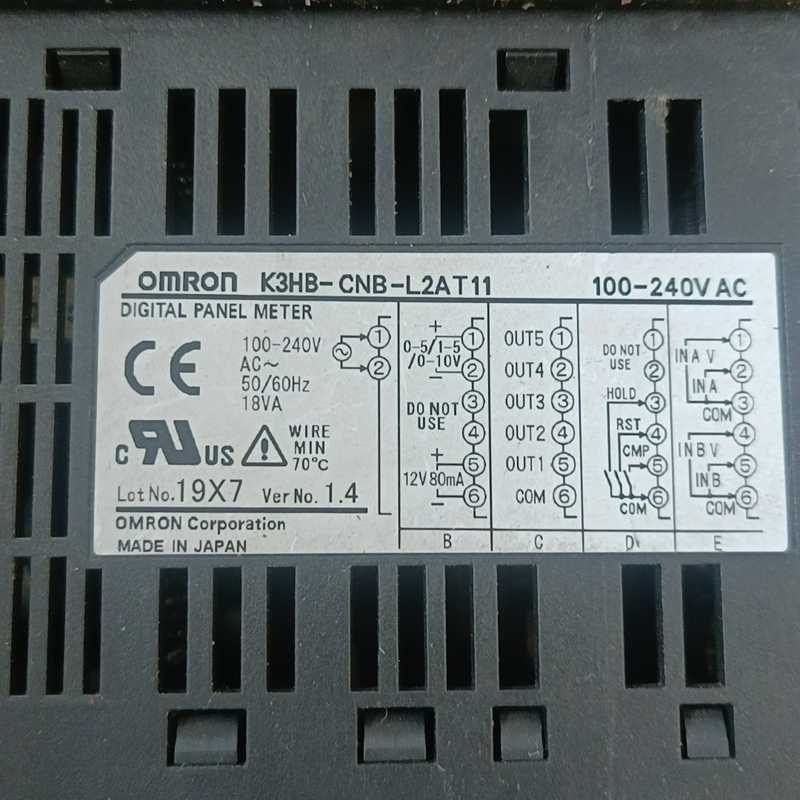 OMRON K3HB-CNB-L2AT11 100-240V AC
DIGITAL PANEL METER
CE
100-240V
AC~
50/60Hz
18VA
c RU US
WIRE
MIN
70°C
Lot No. 19X7 Ver No. 1.4
OMRON Corporation
MADE IN JAPAN
1
2
+
0-5/1-5
/0-10V
−
DO NOT
USE
+
12V 80mA
−
1
2
3
4
5
6
B
OUT5 1
OUT4 2
OUT3 3
OUT2 4
OUT1 5
COM 6
C
DO NOT
USE
HOLD
RST
CMP
COM
1
2
3
4
5
6
D
IN A V
IN A
COM
IN B V
IN B
COM
1
2
3
4
5
6
E